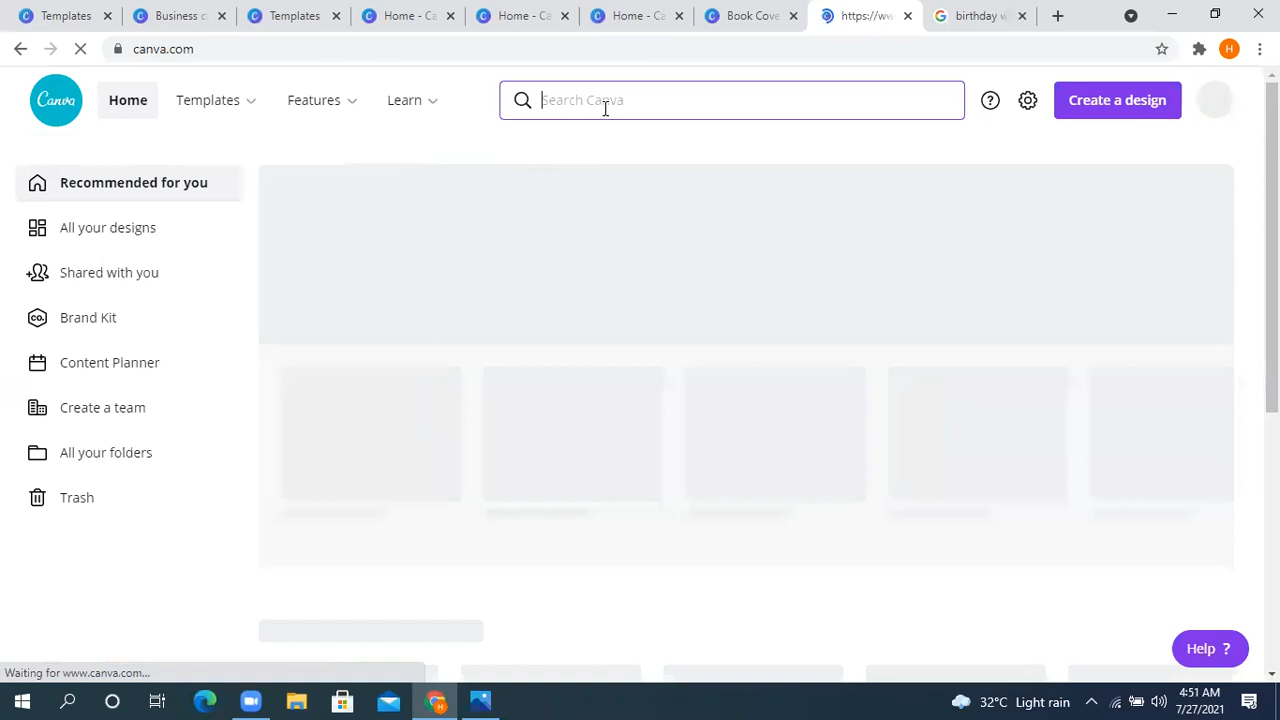 Templates
Business c
Templates
Home - Ca
Home - Ca
Home - Ca
Book Cove
https://ww
birthday w
canva.com
H
Canva
Home
Templates
Features
Learn
Search Canva
Create a design
Recommended for you
All your designs
Shared with you
co.
Brand Kit
Content Planner
Create a team
All your folders
Trash
Help ?
Waiting for www.canva.com...
32°C Light rain
4:51 AM
7/27/2021